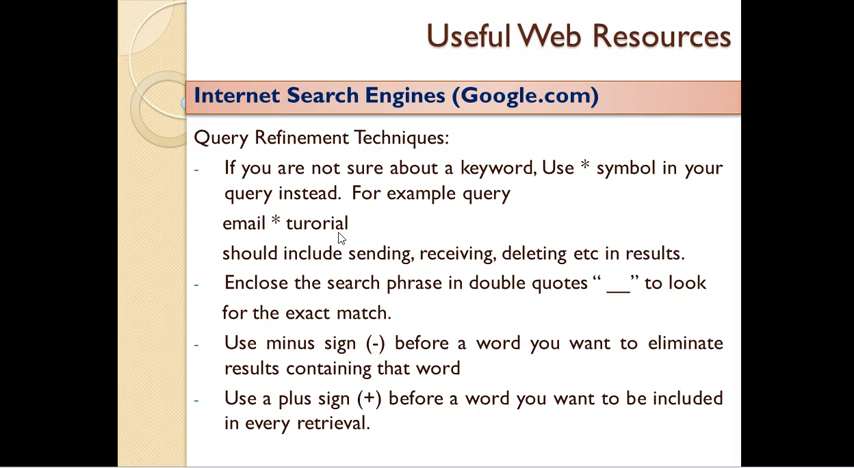 Useful Web Resources
Internet Search Engines (Google.com)
Query Refinement Techniques:
- If you are not sure about a keyword, Use * symbol in your
query instead. For example query
email * turorial
should include sending, receiving, deleting etc in results.
- Enclose the search phrase in double quotes “ __” to look
for the exact match.
- Use minus sign (-) before a word you want to eliminate
results containing that word
- Use a plus sign (+) before a word you want to be included
in every retrieval.